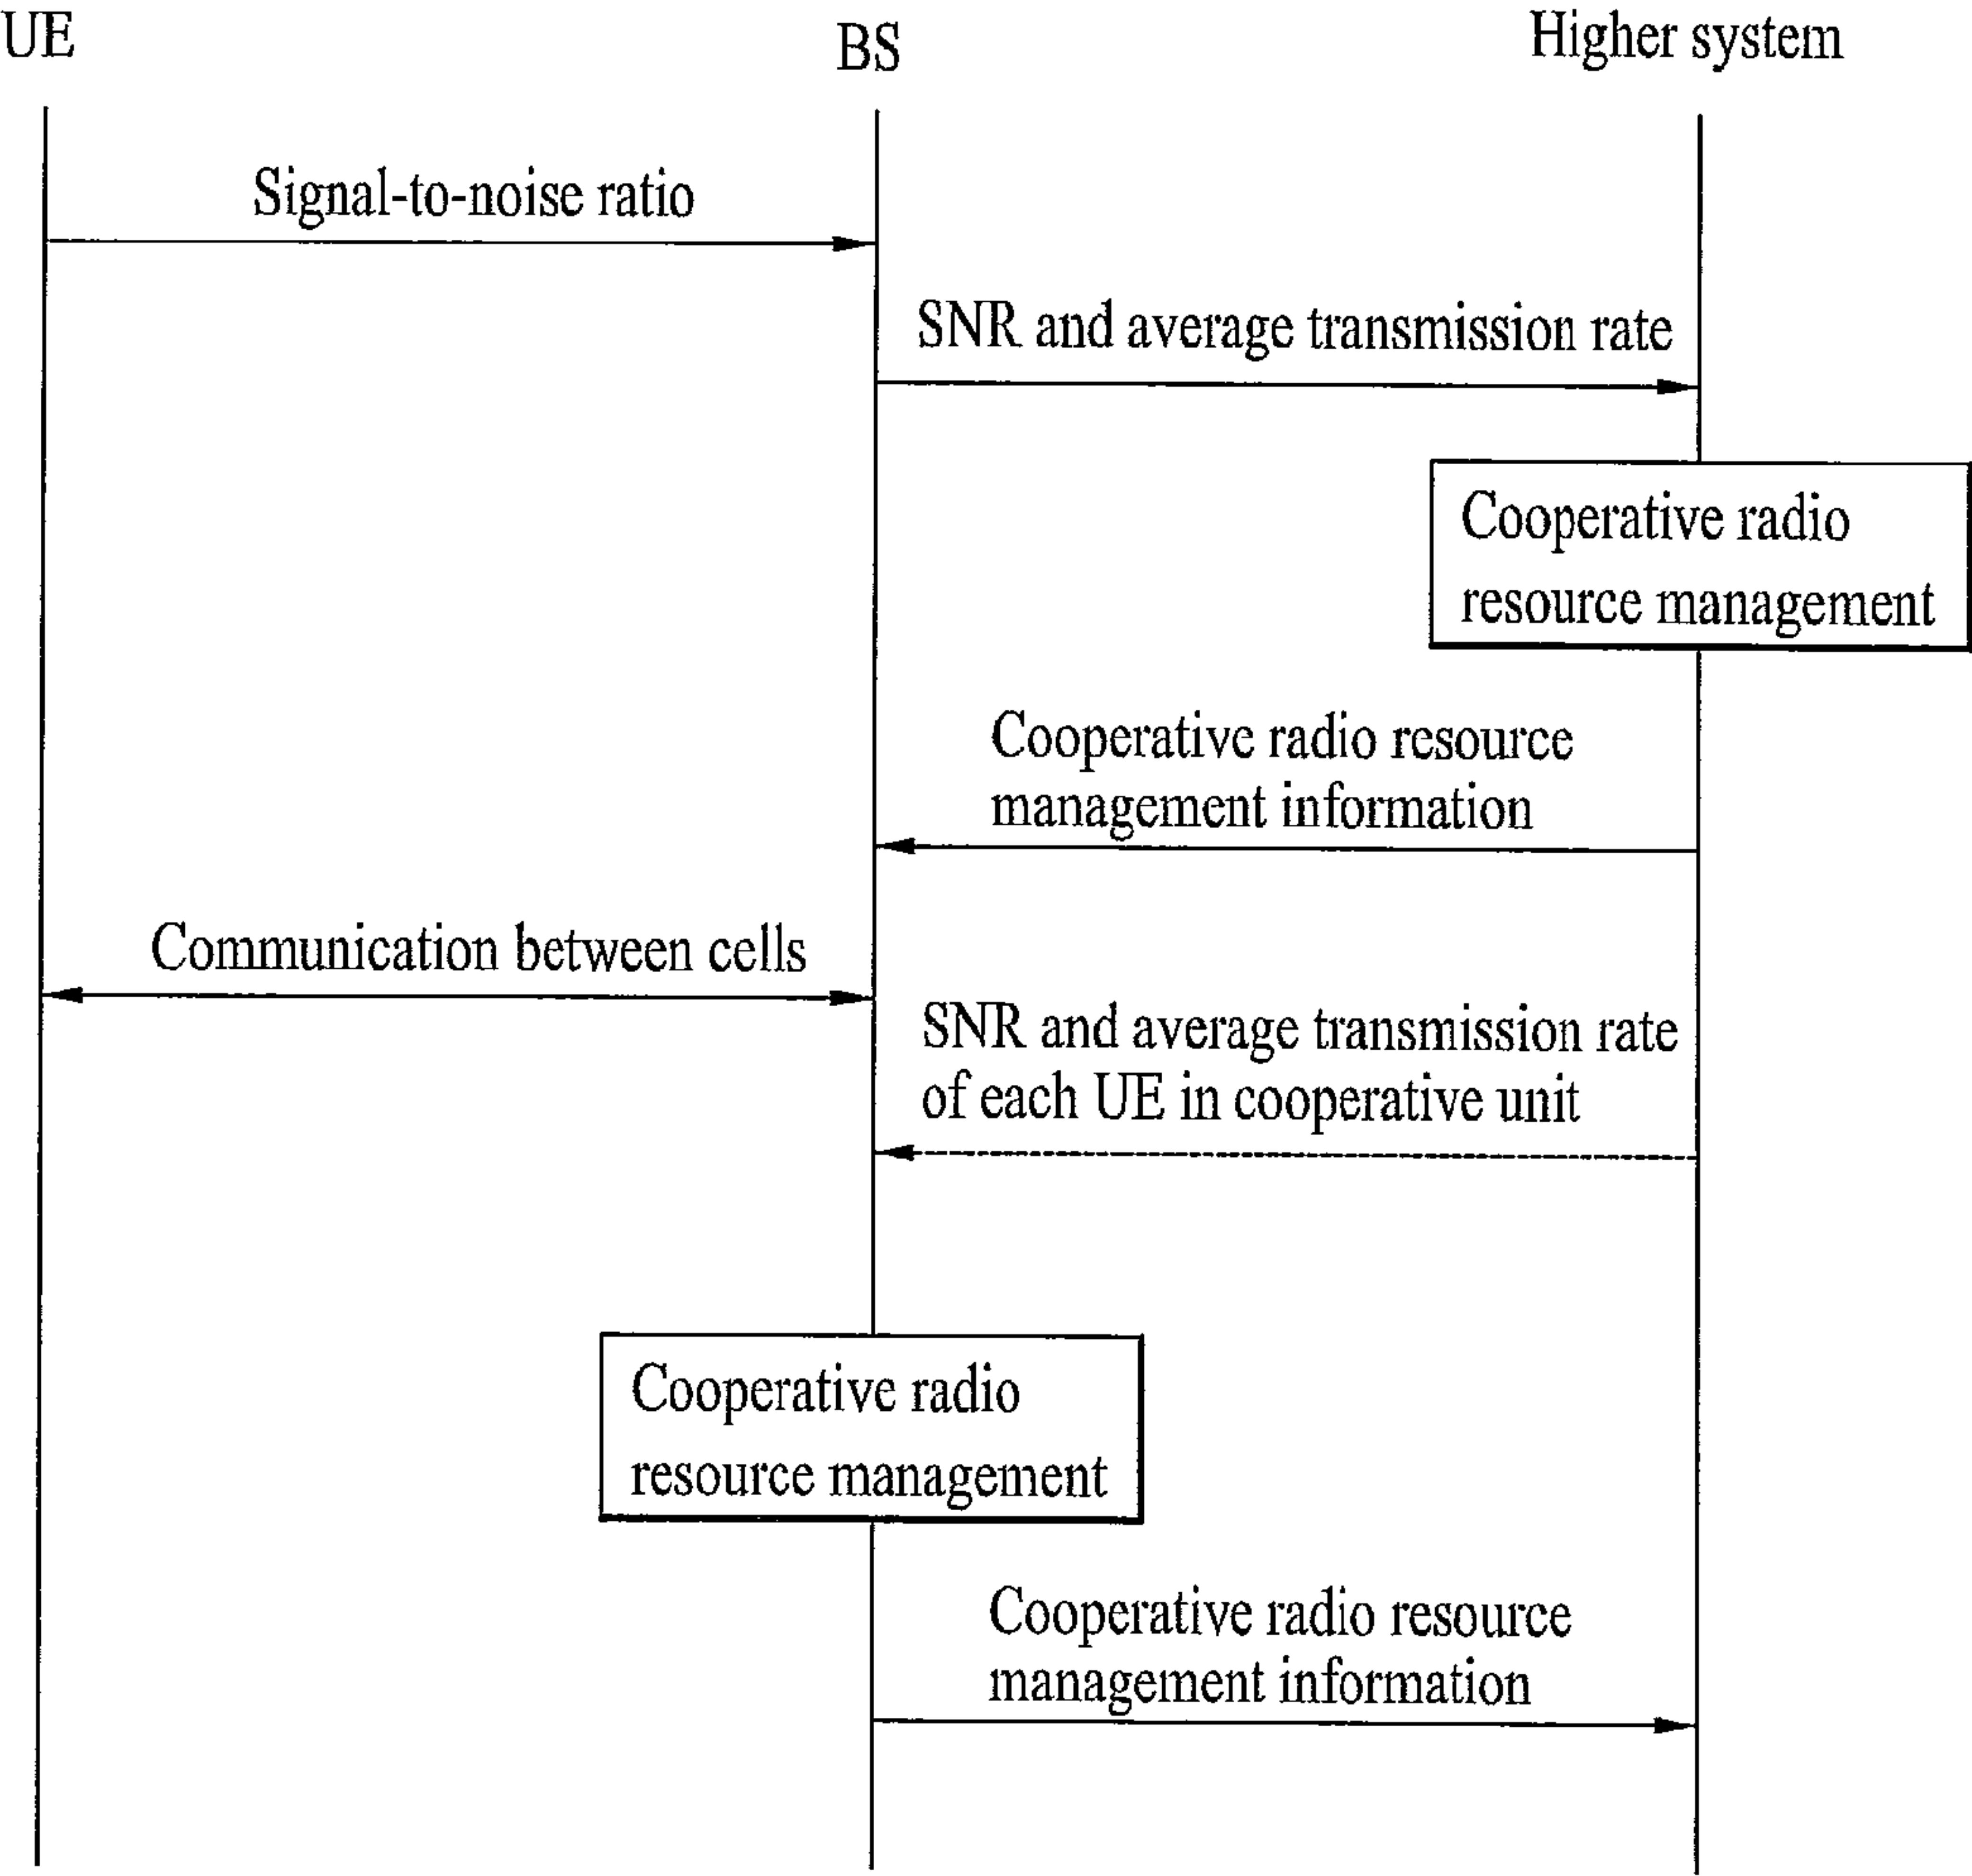 UE
BS
Higher system
Signal-to-noise ratio
SNR and average transmission rate
Cooperative radio
resource management
Cooperative radio resource
management information
Communication between cells
SNR and average transmission rate
of each UE in cooperative unit
Cooperative radio
resource management
Cooperative radio resource
management information